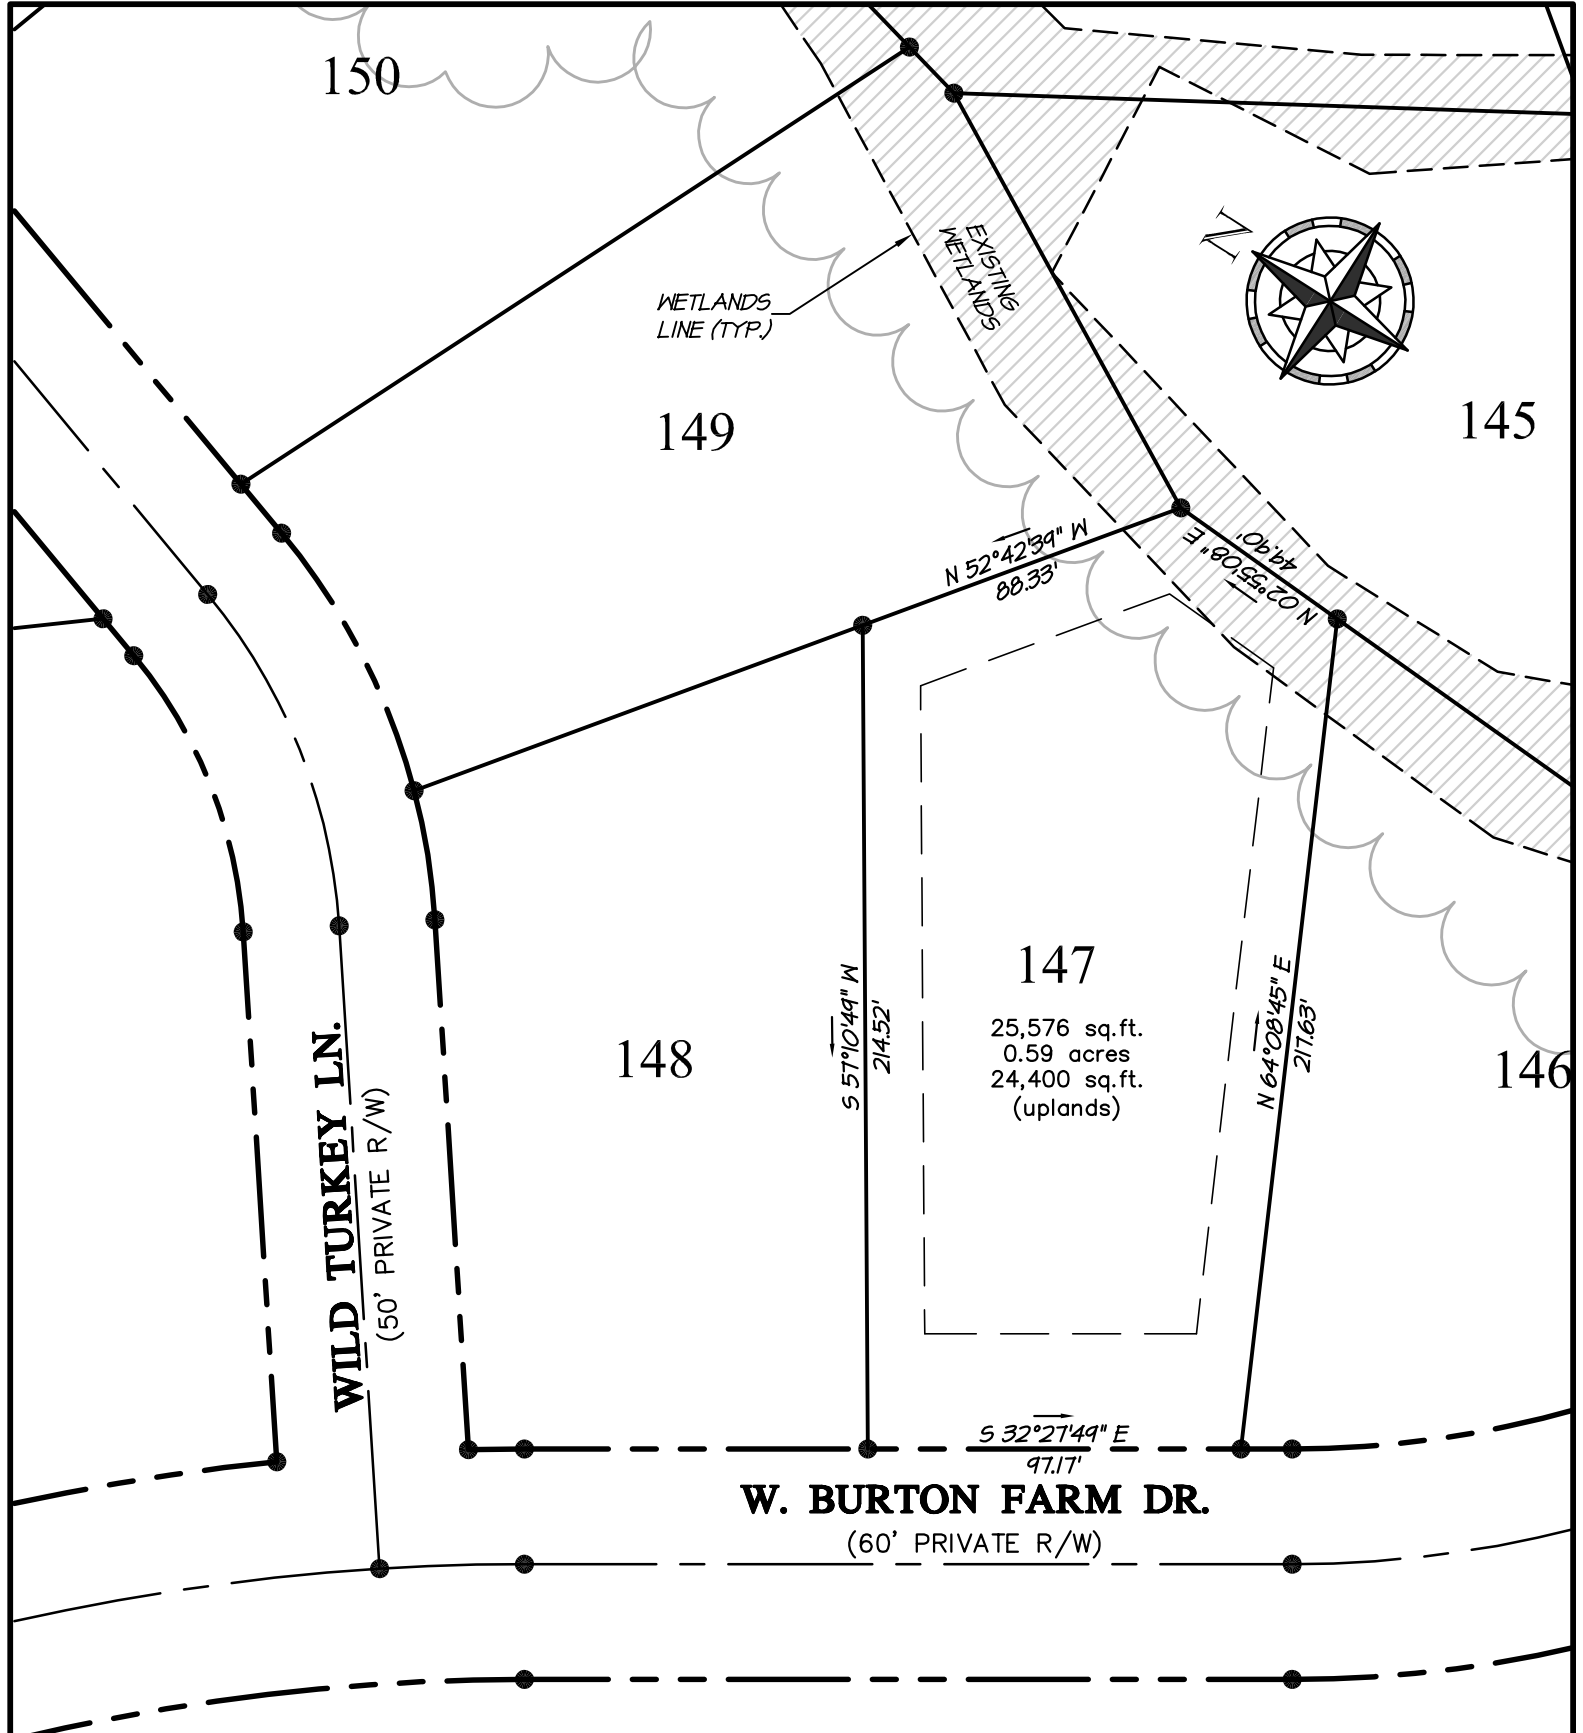 150
N
EXISTING
WETLANDS
WETLANDS
LINE (TYP.)
149
145
N 52°42'39" W
88.33'
N 02°55'08" E
49.90'
147
25,576 sq.ft.
0.59 acres
24,400 sq.ft.
(uplands)
148
S 57°10'49" W
214.52'
N 64°08'45" E
217.63'
146
WILD TURKEY LN.
(50' PRIVATE R/W)
S 32°27'49" E
97.17'
W. BURTON FARM DR.
(60' PRIVATE R/W)